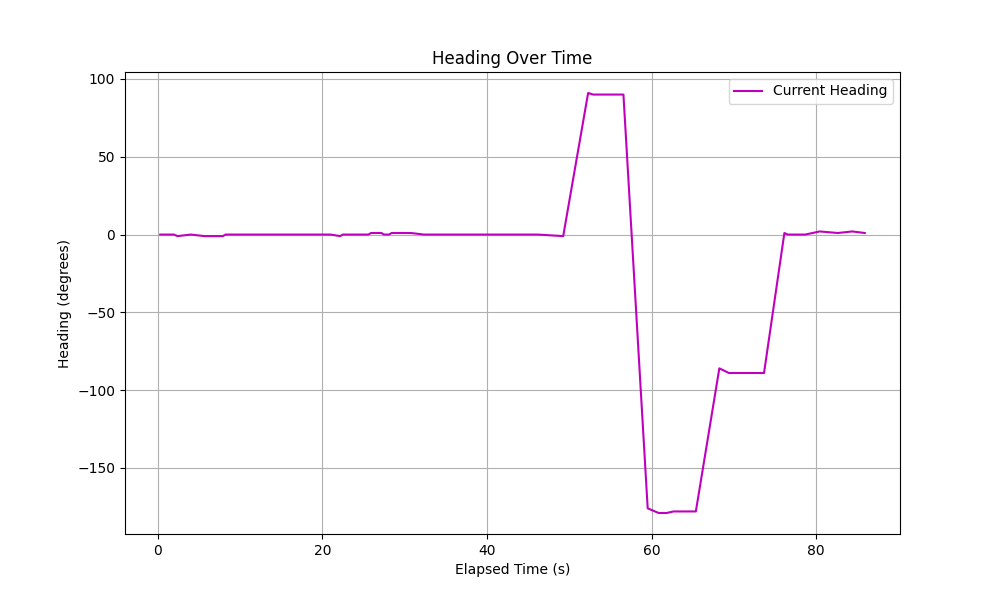 Heading Over Time
Current Heading
100
50
0
−50
−100
−150
Heading (degrees)
0 20 40 60 80
Elapsed Time (s)